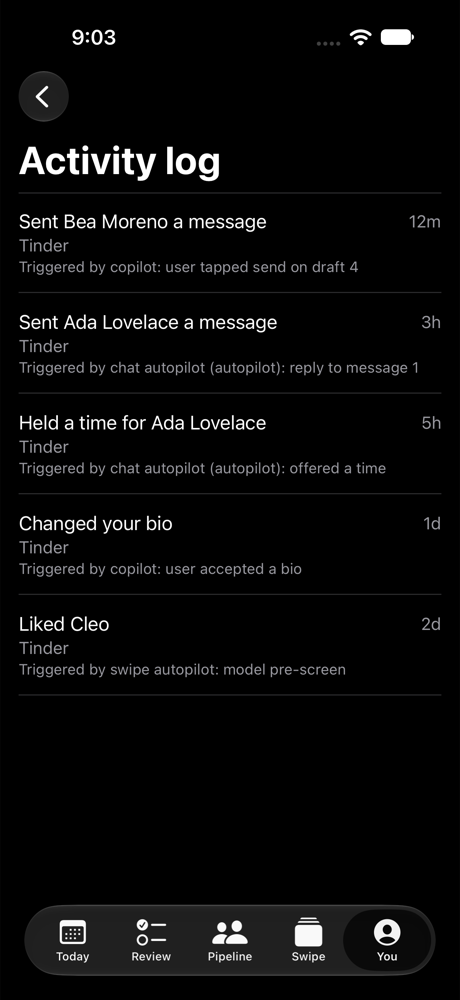 9:03
Activity log
Sent Bea Moreno a message 12m
Tinder
Triggered by copilot: user tapped send on draft 4
Sent Ada Lovelace a message 3h
Tinder
Triggered by chat autopilot (autopilot): reply to message 1
Held a time for Ada Lovelace 5h
Tinder
Triggered by chat autopilot (autopilot): offered a time
Changed your bio 1d
Tinder
Triggered by copilot: user accepted a bio
Liked Cleo 2d
Tinder
Triggered by swipe autopilot: model pre-screen
Today Review Pipeline Swipe You